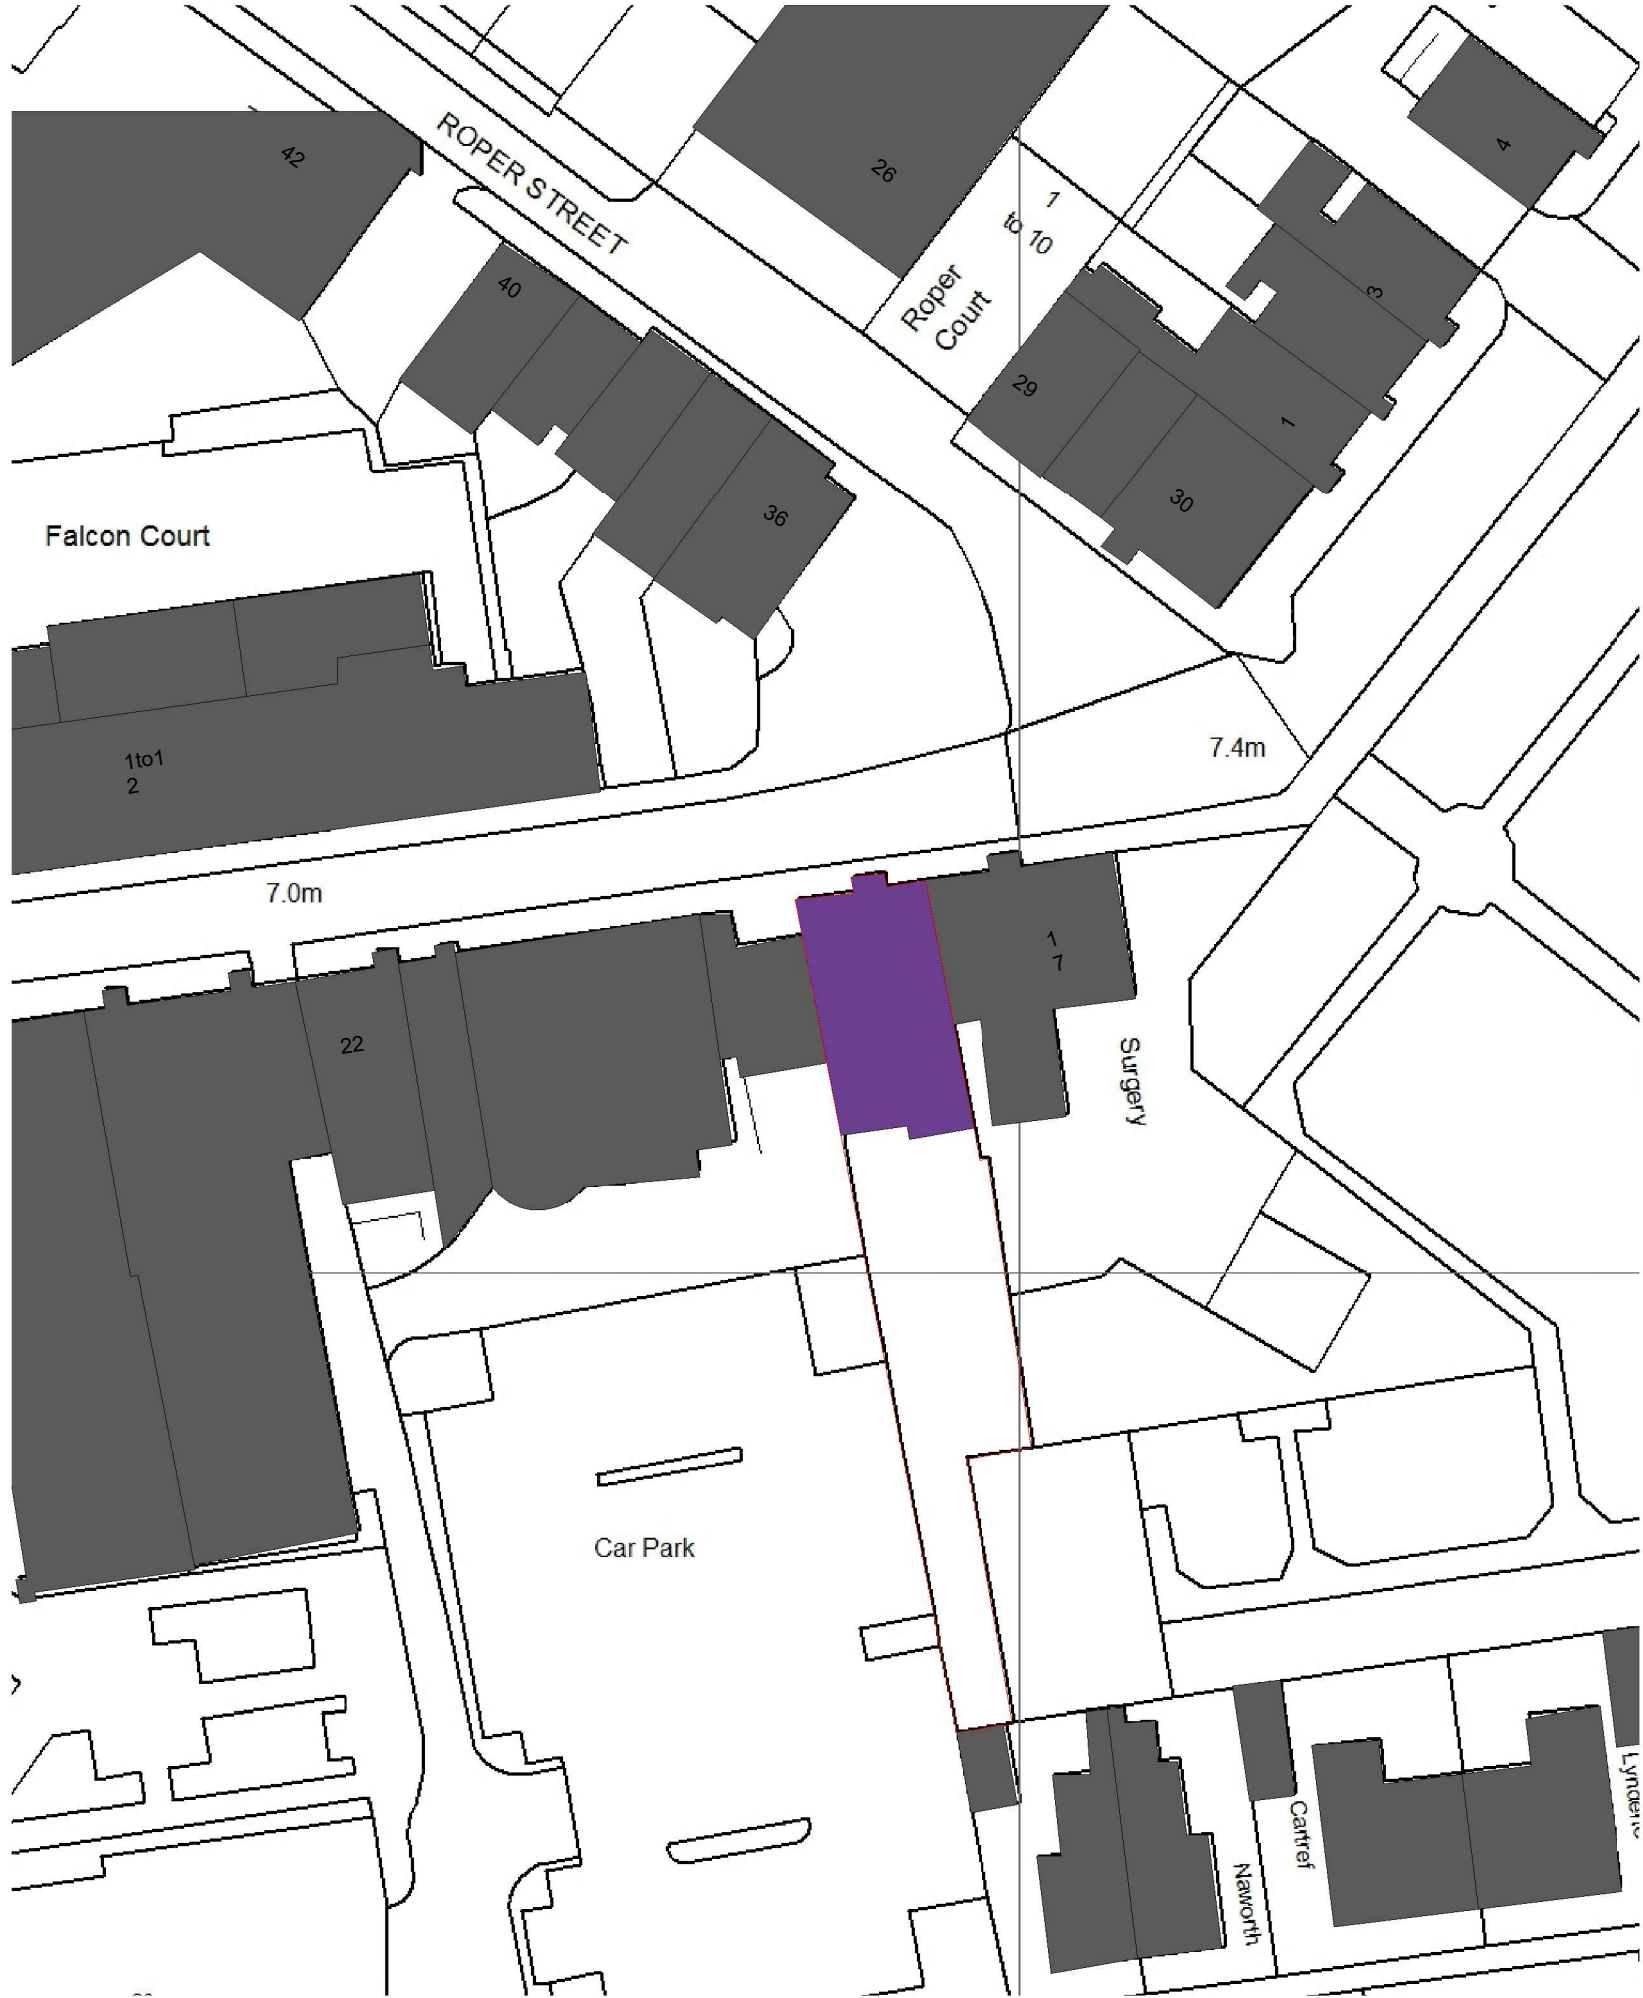 42
ROPER STREET
26
4
1
to 10
Roper
Court
40
3
29
1
30
36
Falcon Court
1to1
2
7.4m
7.0m
1
7
22
Surgery
Car Park
Cartref
Naworth